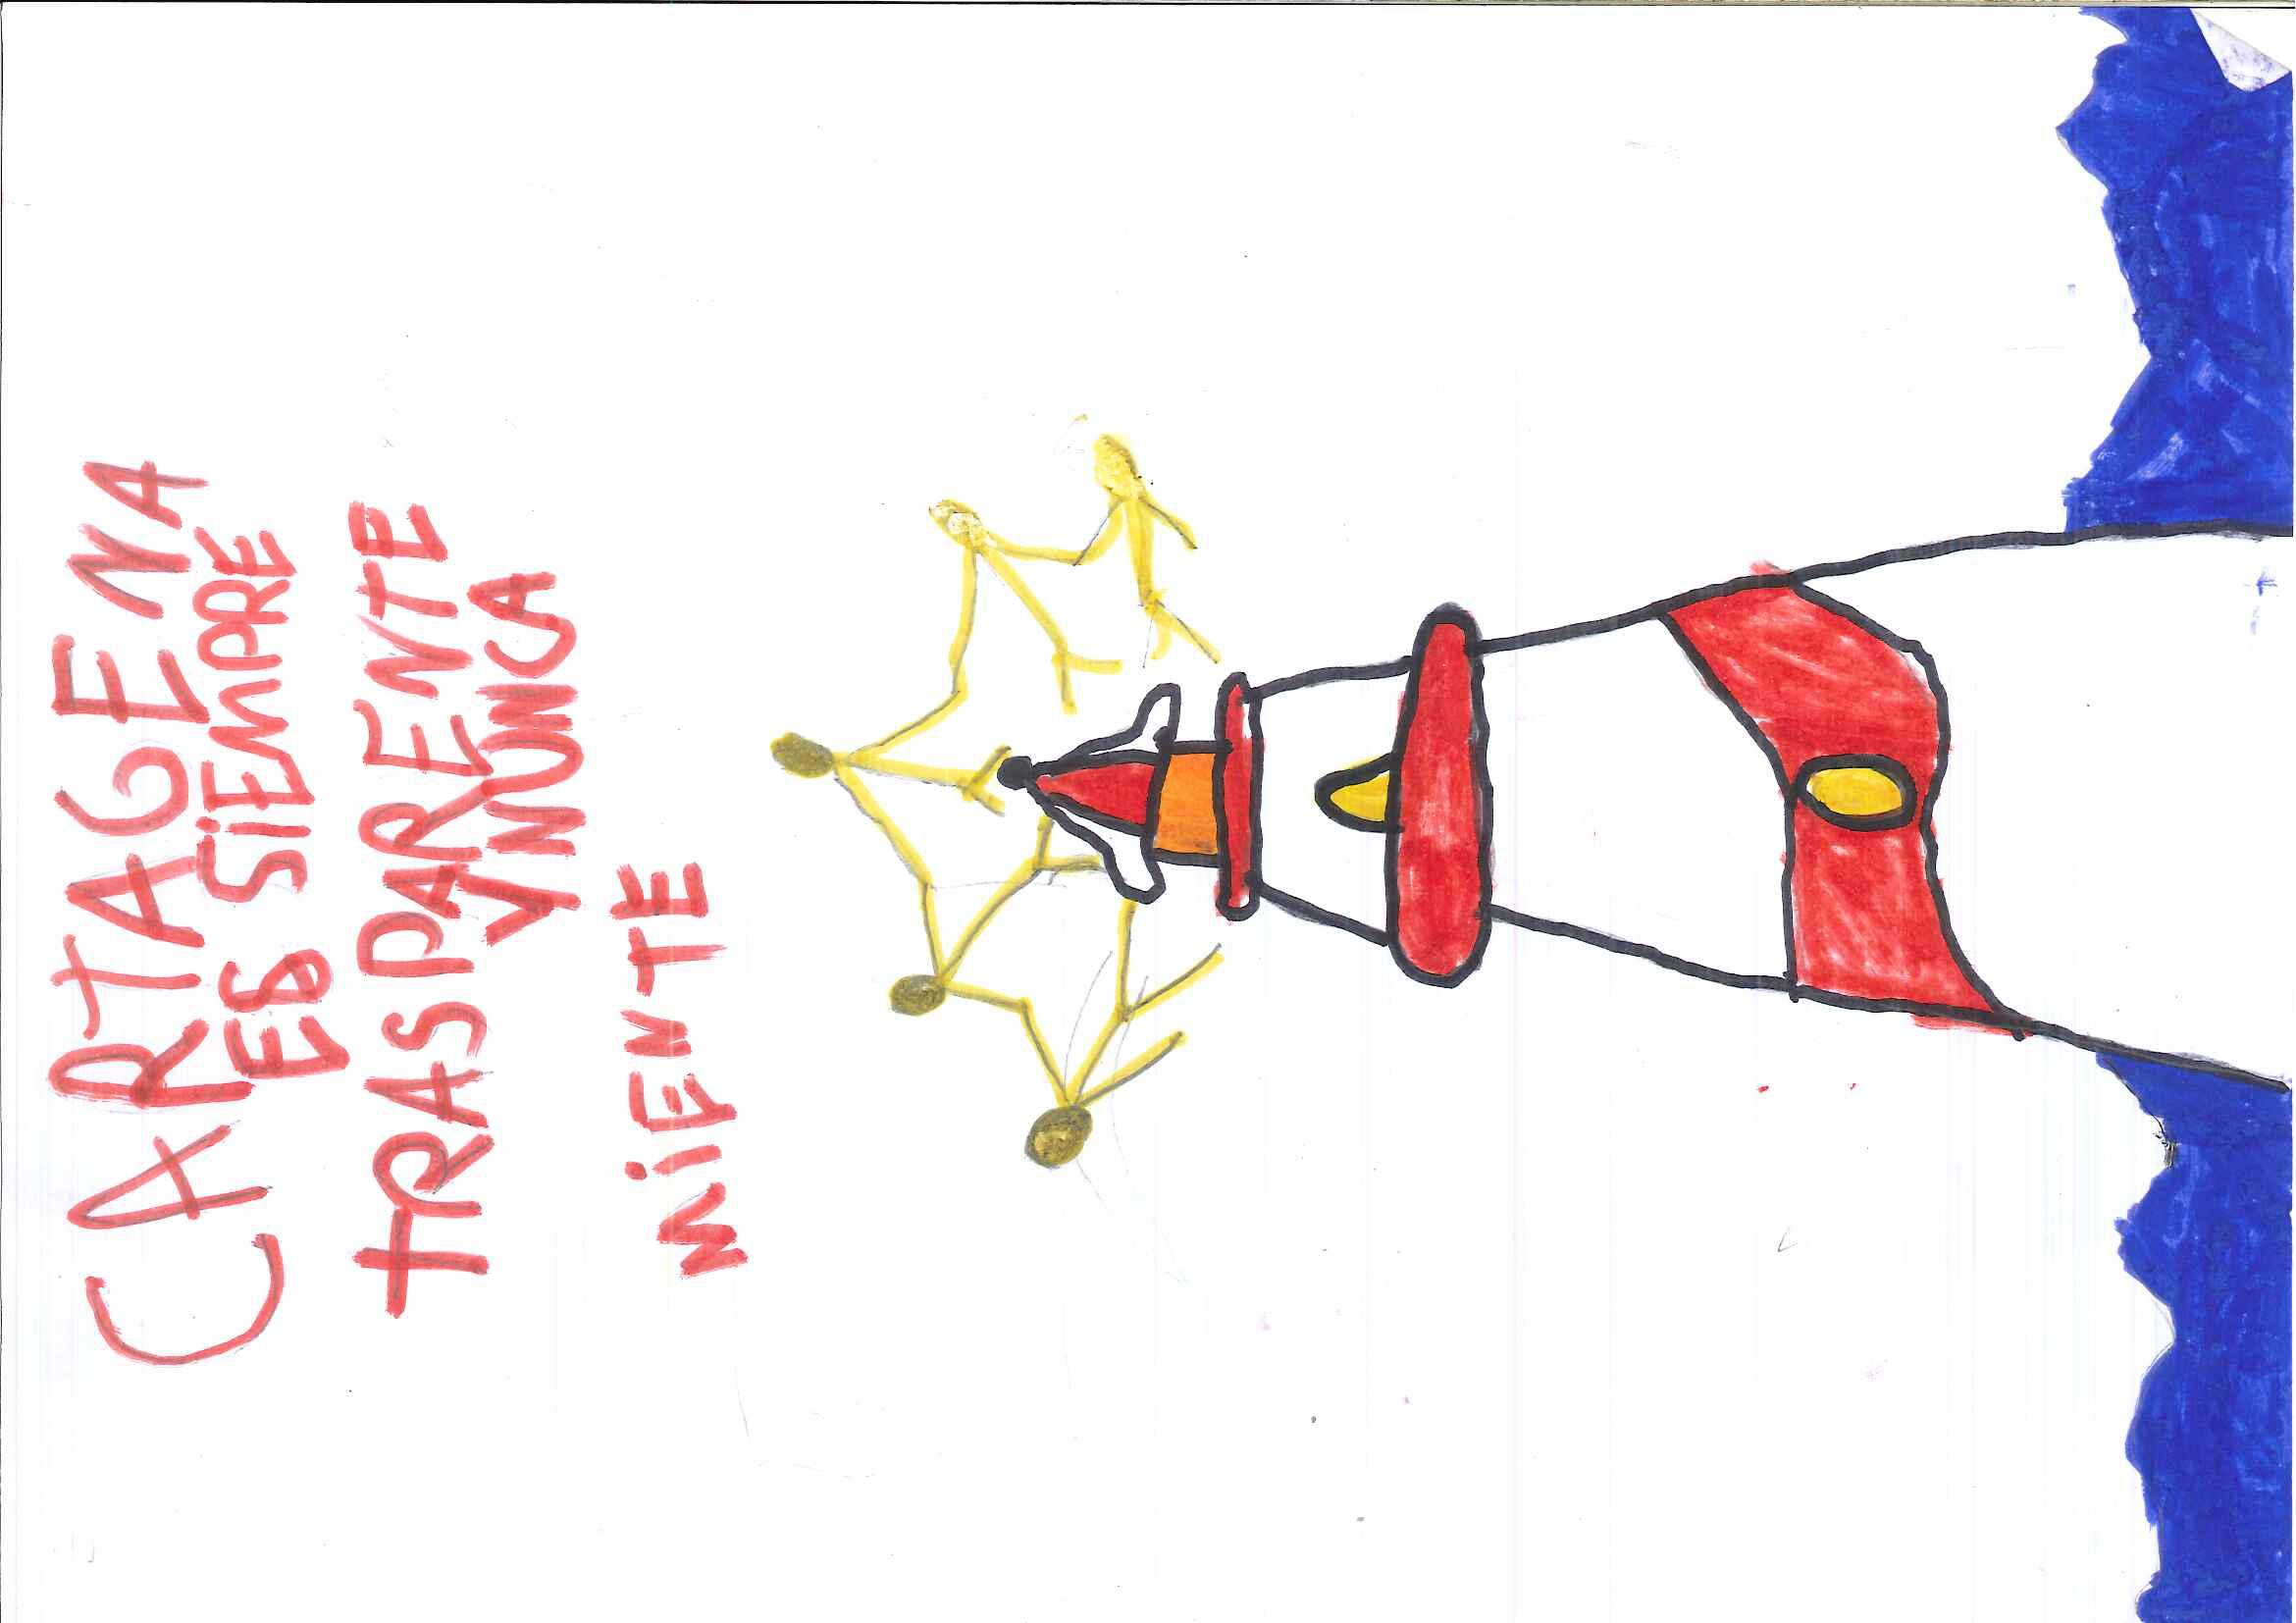 CARTAGENA
ES SiEMPRE
TRASPARENTE
Y NUNCA
MiENTE